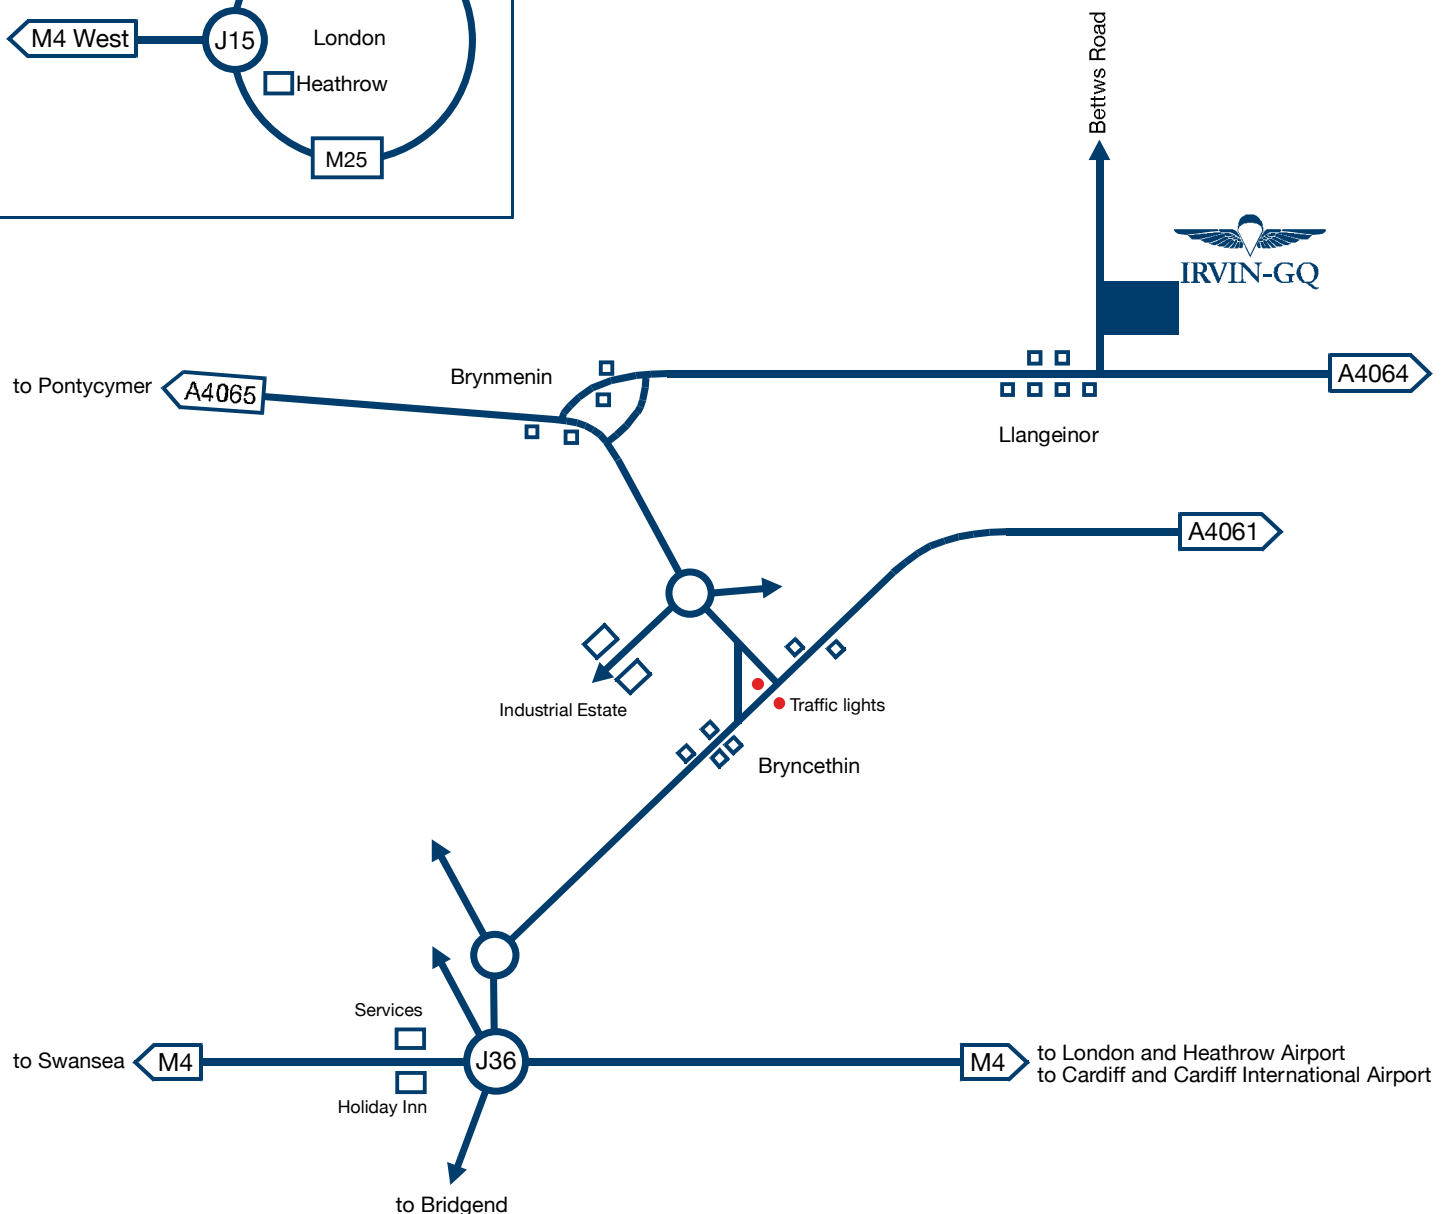 M4 West
J15
London
Heathrow
M25
Bettws Road
IRVIN-GQ
to Pontycymer
A4065
Brynmenin
A4064
Llangeinor
A4061
Industrial Estate
Traffic lights
Bryncethin
Services
to Swansea
M4
J36
M4
to London and Heathrow Airport
to Cardiff and Cardiff International Airport
Holiday Inn
to Bridgend